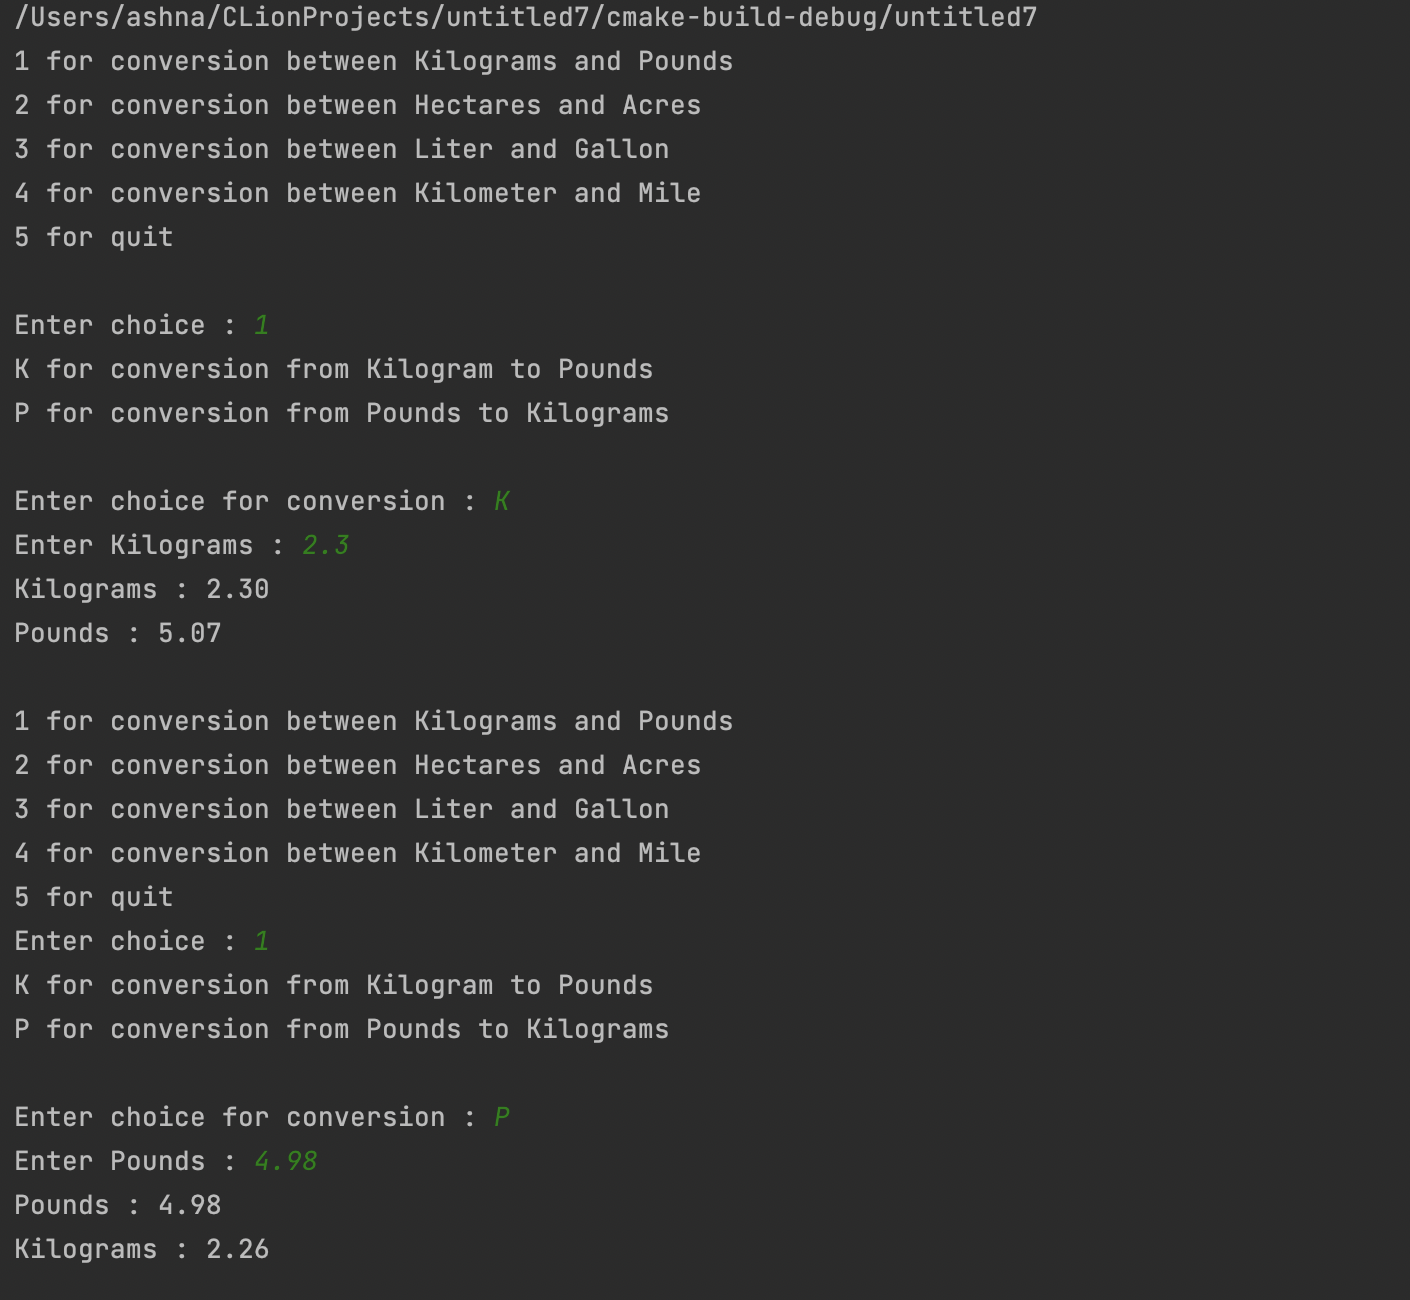 /Users/ashna/CLionProjects/untitled7/cmake-build-debug/untitled7
1 for conversion between Kilograms and Pounds
2 for conversion between Hectares and Acres
3 for conversion between Liter and Gallon
4 for conversion between Kilometer and Mile
5 for quit
Enter choice : 1
K for conversion from Kilogram to Pounds
P for conversion from Pounds to Kilograms
Enter choice for conversion : K
Enter Kilograms : 2.3
Kilograms : 2.30
Pounds : 5.07
1 for conversion between Kilograms and Pounds
2 for conversion between Hectares and Acres
3 for conversion between Liter and Gallon
4 for conversion between Kilometer and Mile
5 for quit
Enter choice : 1
K for conversion from Kilogram to Pounds
P for conversion from Pounds to Kilograms
Enter choice for conversion : P
Enter Pounds : 4.98
Pounds : 4.98
Kilograms : 2.26